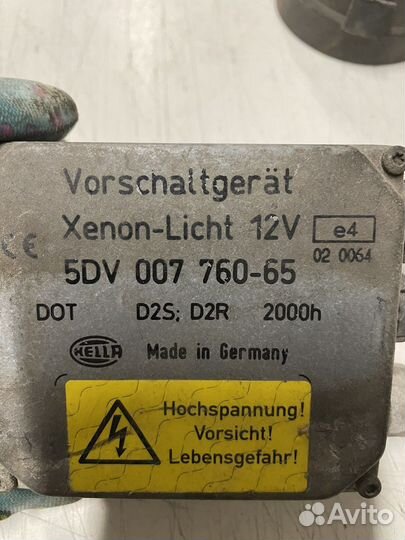 Vorschaltgerät
CE
Xenon-Licht 12V
e4
5DV 007 760-65
02 0064
DOT D2S; D2R 2000h
HELLA Made in Germany
Hochspannung!
Vorsicht!
Lebensgefahr!
Avito